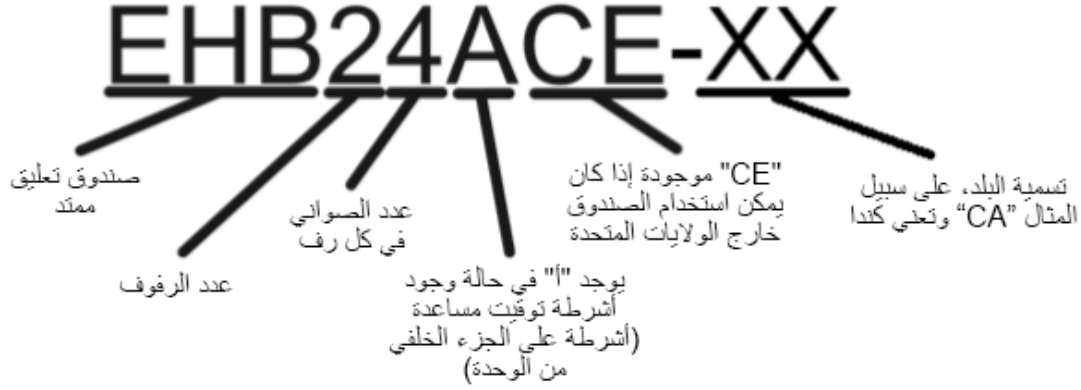 EHB24ACE-XX
صندوق تعليق
ممتد
عدد الرفوف
عدد الصواني
في كل رف
يوجد "أ" في حالة وجود
أشرطة توقيت مساعدة
(أشرطة على الجزء الخلفي
من الوحدة)
"CE" موجودة إذا كان
يمكن استخدام الصندوق
خارج الولايات المتحدة
تسمية البلد، على سبيل
المثال "CA" وتعني كندا